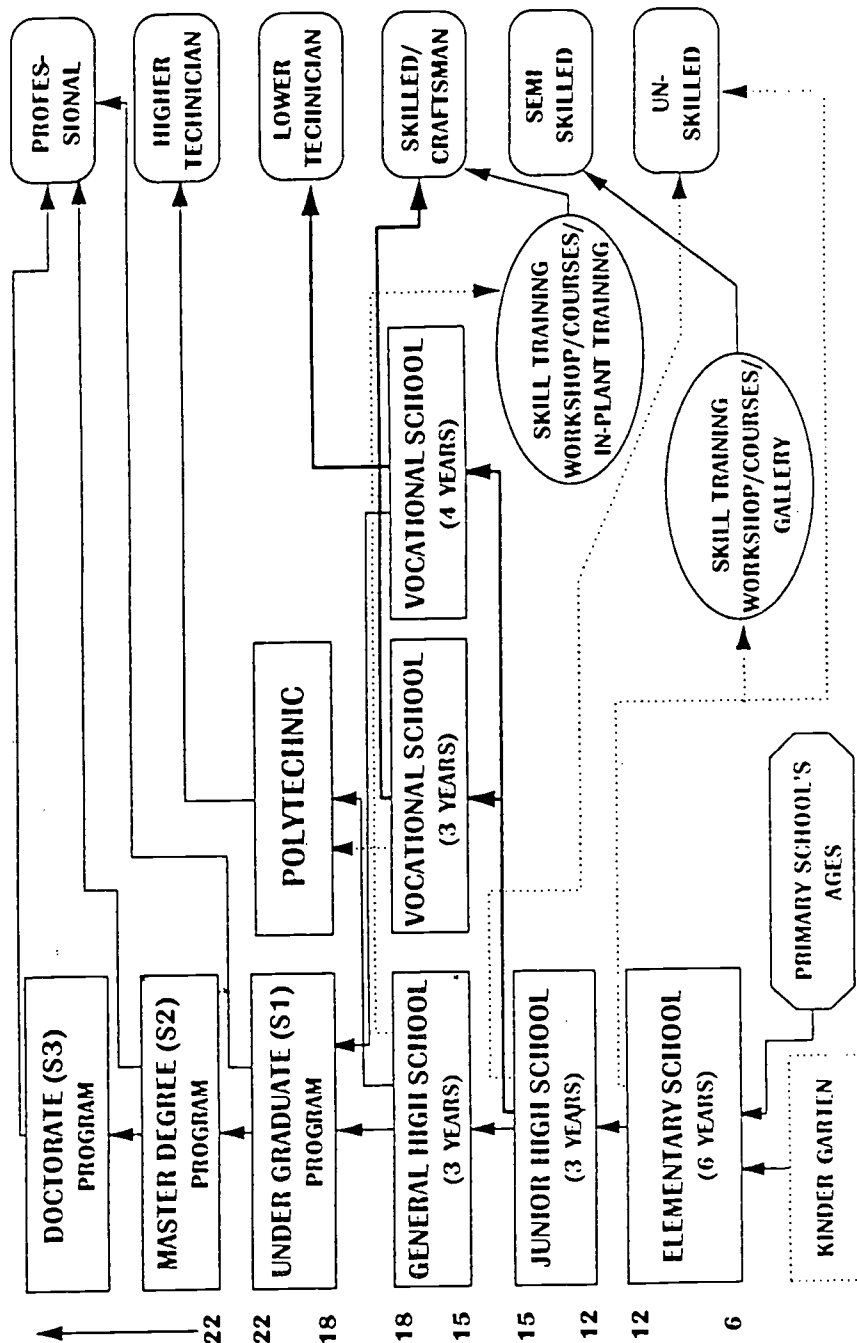 DOCTORATE (S3)
PROGRAM
MASTER DEGREE (S2)
PROGRAM
UNDER GRADUATE (S1)
PROGRAM
GENERAL HIGH SCHOOL
(3 YEARS)
JUNIOR HIGH SCHOOL
(3 YEARS)
ELEMENTARY SCHOOL
(6 YEARS)
KINDER GARTEN
22
22
18
18
15
15
12
12
6
POLYTECHNIC
VOCATIONAL SCHOOL
(3 YEARS)
VOCATIONAL SCHOOL
(4 YEARS)
PRIMARY SCHOOL'S
AGES
SKILL TRAINING
WORKSHOP/COURSES/
IN-PLANT TRAINING
SKILL TRAINING
WORKSHOP/COURSES/
GALLERY
PROFES-
SIONAL
HIGHER
TECHNICIAN
LOWER
TECHNICIAN
SKILLED/
CRAFTSMAN
SEMI
SKILLED
UN-
SKILLED